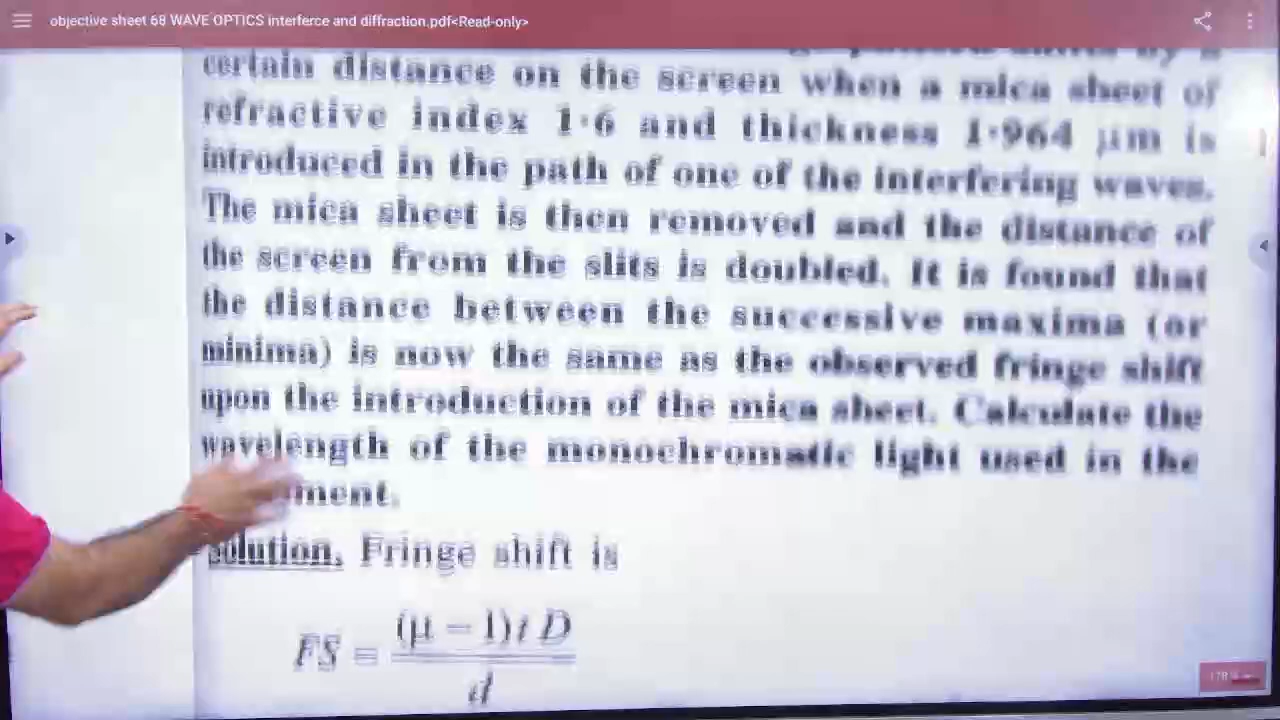 objective sheet 68 WAVE OPTICS interferce and diffraction.pdf<Read-only>
certain distance on the screen when a mica sheet of
refractive index 1·6 and thickness 1·964 μm is
introduced in the path of one of the interfering waves.
The mica sheet is then removed and the distance of
the screen from the slits is doubled. It is found that
the distance between the successive maxima (or
minima) is now the same as the observed fringe shift
upon the introduction of the mica sheet. Calculate the
wavelength of the monochromatic light used in the
ment.
solution. Fringe shift is
FS = (μ − 1)t D
d